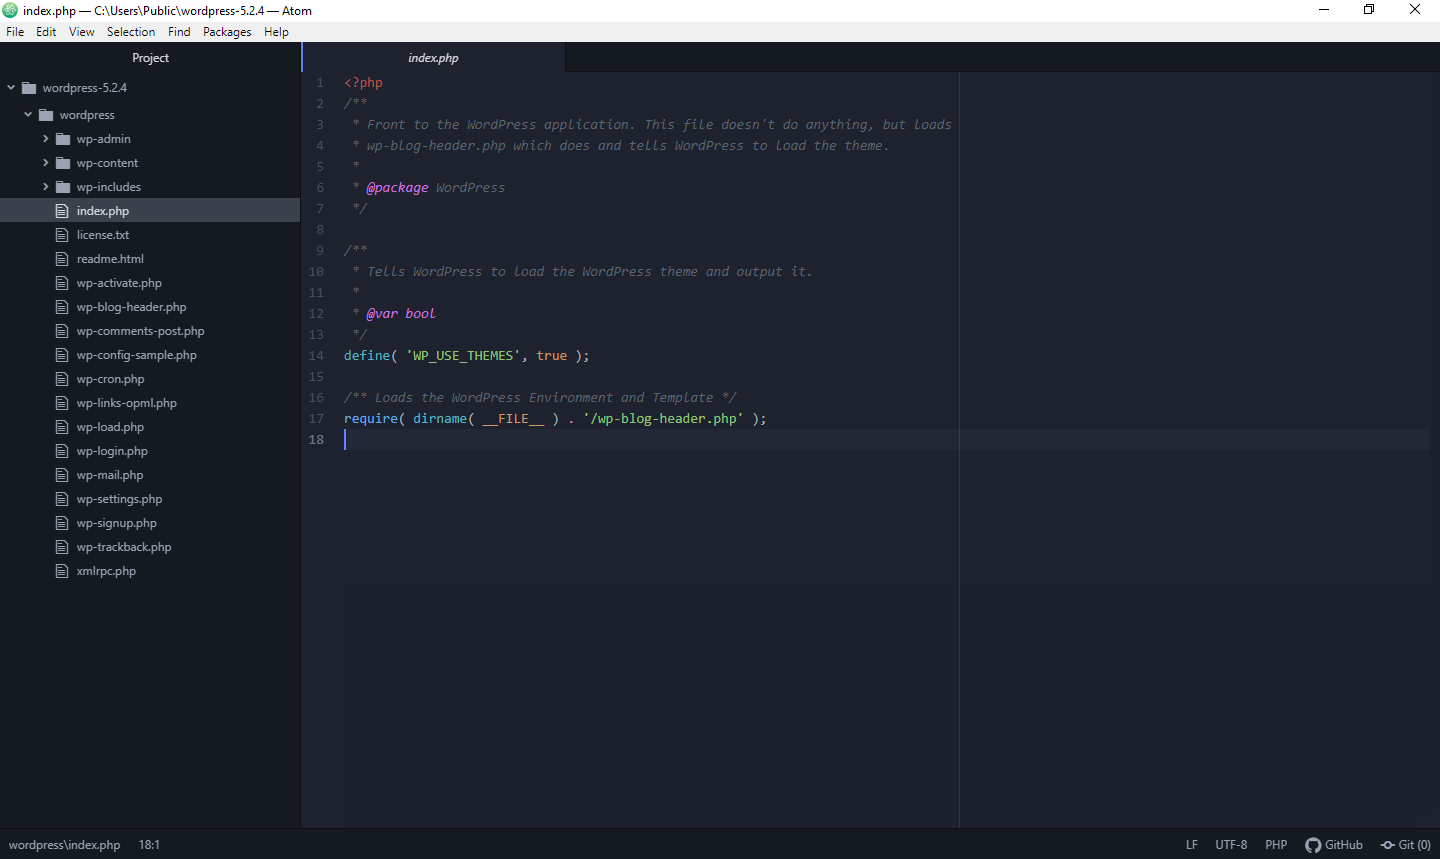 index.php — C:\Users\Public\wordpress-5.2.4 — Atom
File Edit View Selection Find Packages Help
Project
wordpress-5.2.4
wordpress
wp-admin
wp-content
wp-includes
index.php
license.txt
readme.html
wp-activate.php
wp-blog-header.php
wp-comments-post.php
wp-config-sample.php
wp-cron.php
wp-links-opml.php
wp-load.php
wp-login.php
wp-mail.php
wp-settings.php
wp-signup.php
wp-trackback.php
xmlrpc.php
index.php
1 <?php
2 /**
3  * Front to the WordPress application. This file doesn't do anything, but loads
4  * wp-blog-header.php which does and tells WordPress to load the theme.
5  *
6  * @package WordPress
7  */
8
9 /**
10  * Tells WordPress to load the WordPress theme and output it.
11  *
12  * @var bool
13  */
14 define( 'WP_USE_THEMES', true );
15
16 /** Loads the WordPress Environment and Template */
17 require( dirname( __FILE__ ) . '/wp-blog-header.php' );
18
wordpress\index.php 18:1 LF UTF-8 PHP GitHub Git (0)